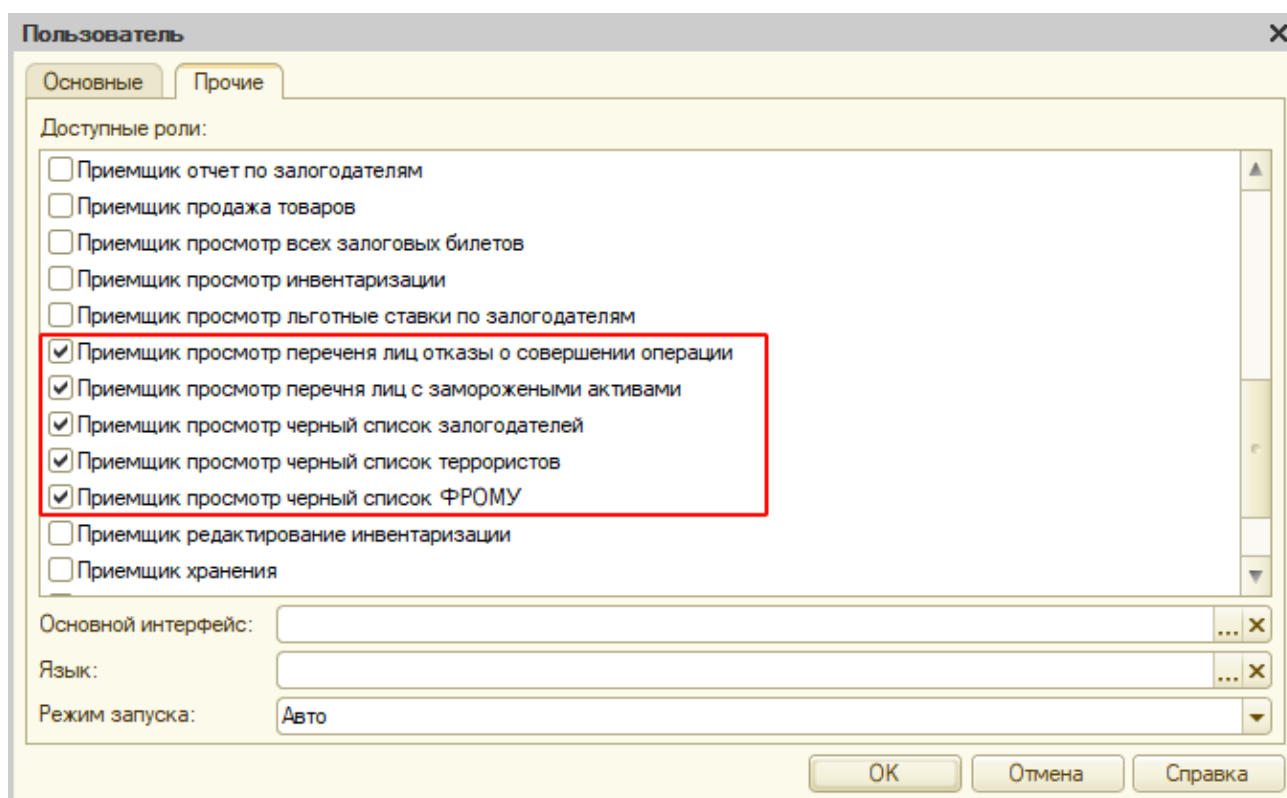 Пользователь
Основные Прочие
Доступные роли:
Приемщик отчет по залогодателям
Приемщик продажа товаров
Приемщик просмотр всех залоговых билетов
Приемщик просмотр инвентаризации
Приемщик просмотр льготные ставки по залогодателям
Приемщик просмотр переченя лиц отказы о совершении операции
Приемщик просмотр перечня лиц с заморожеными активами
Приемщик просмотр черный список залогодателей
Приемщик просмотр черный список террористов
Приемщик просмотр черный список ФРОМУ
Приемщик редактирование инвентаризации
Приемщик хранения
Основной интерфейс: ...
Язык: ...
Режим запуска: Авто
ОК Отмена Справка